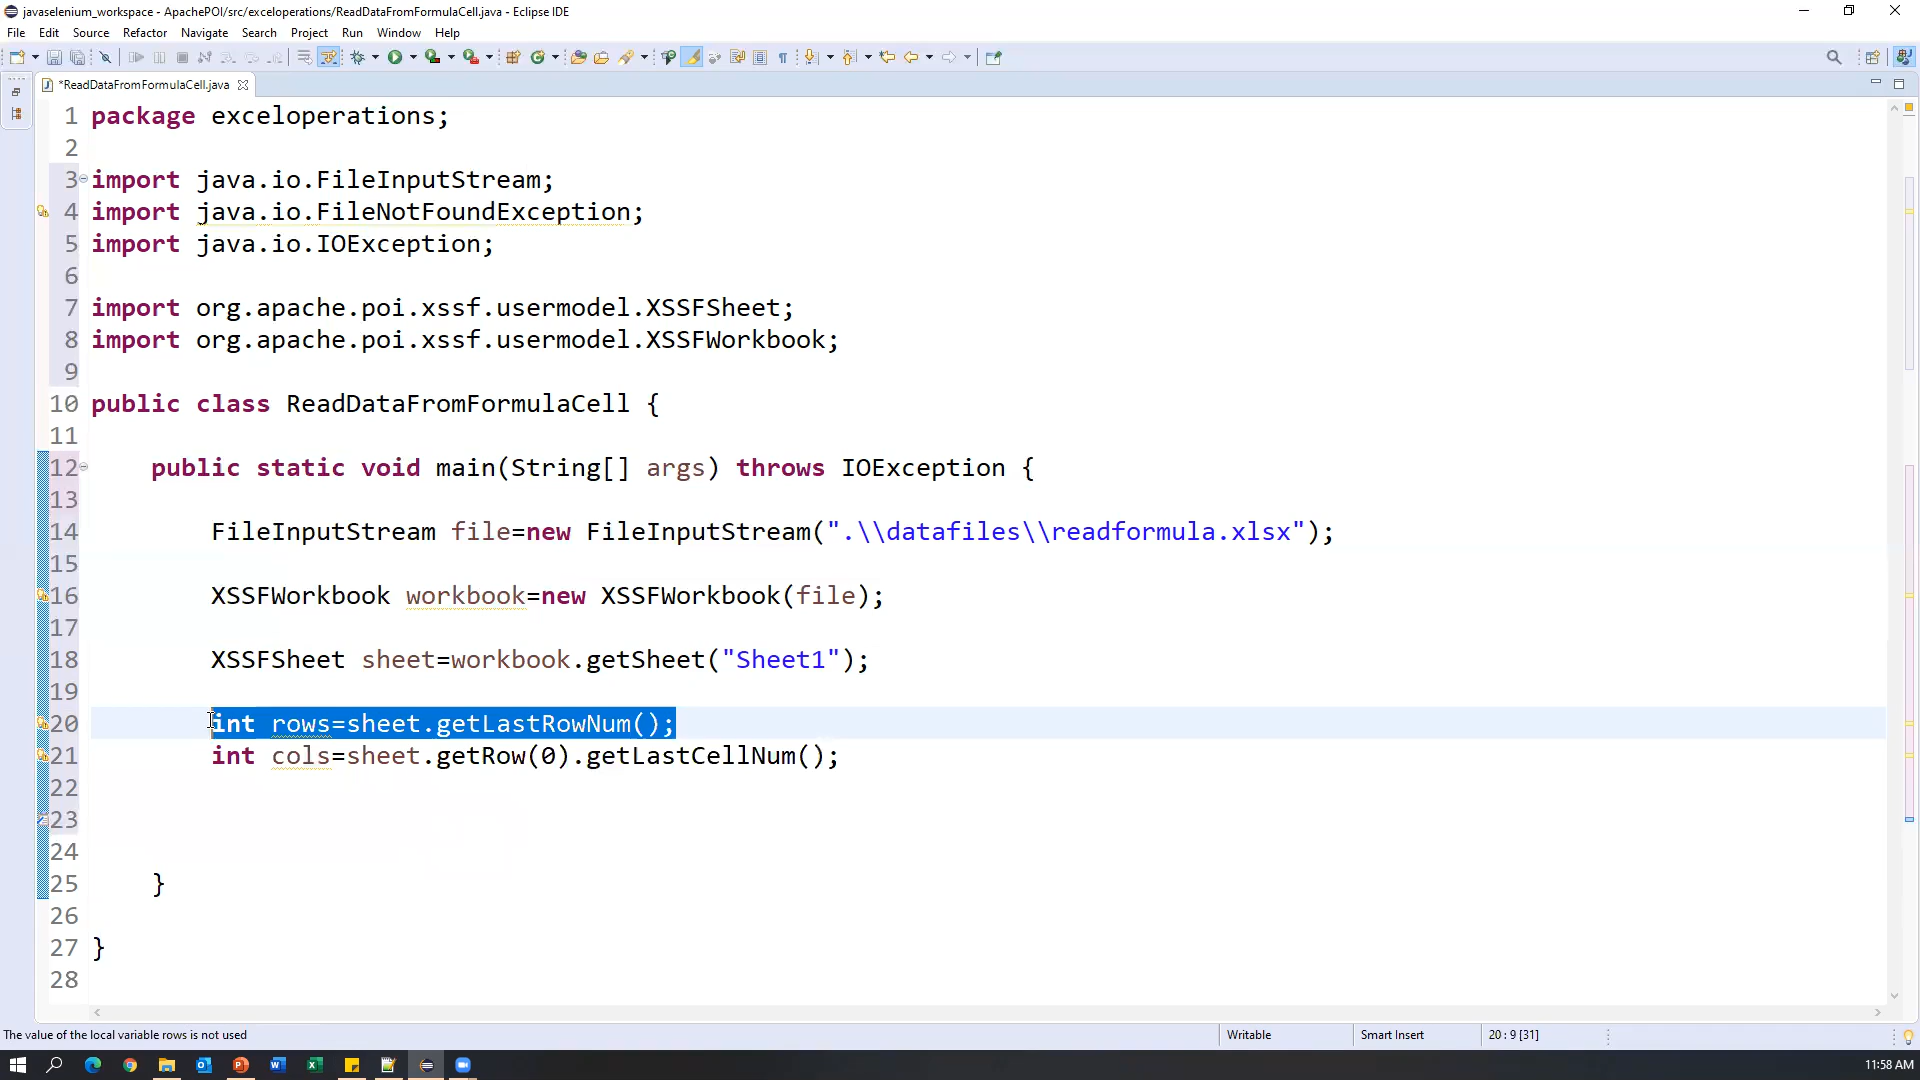 javaselenium_workspace - ApachePOI/src/exceloperations/ReadDataFromFormulaCell.java - Eclipse IDE
File Edit Source Refactor Navigate Search Project Run Window Help
*ReadDataFromFormulaCell.java
1 package exceloperations;
2
3 import java.io.FileInputStream;
4 import java.io.FileNotFoundException;
5 import java.io.IOException;
6
7 import org.apache.poi.xssf.usermodel.XSSFSheet;
8 import org.apache.poi.xssf.usermodel.XSSFWorkbook;
9
10 public class ReadDataFromFormulaCell {
11
12 public static void main(String[] args) throws IOException {
13
14 FileInputStream file=new FileInputStream(".\\datafiles\\readformula.xlsx");
15
16 XSSFWorkbook workbook=new XSSFWorkbook(file);
17
18 XSSFSheet sheet=workbook.getSheet("Sheet1");
19
20 int rows=sheet.getLastRowNum();
21 int cols=sheet.getRow(0).getLastCellNum();
22
23
24
25 }
26
27 }
28
The value of the local variable rows is not used Writable Smart Insert 20 : 9 [31]
11:58 AM